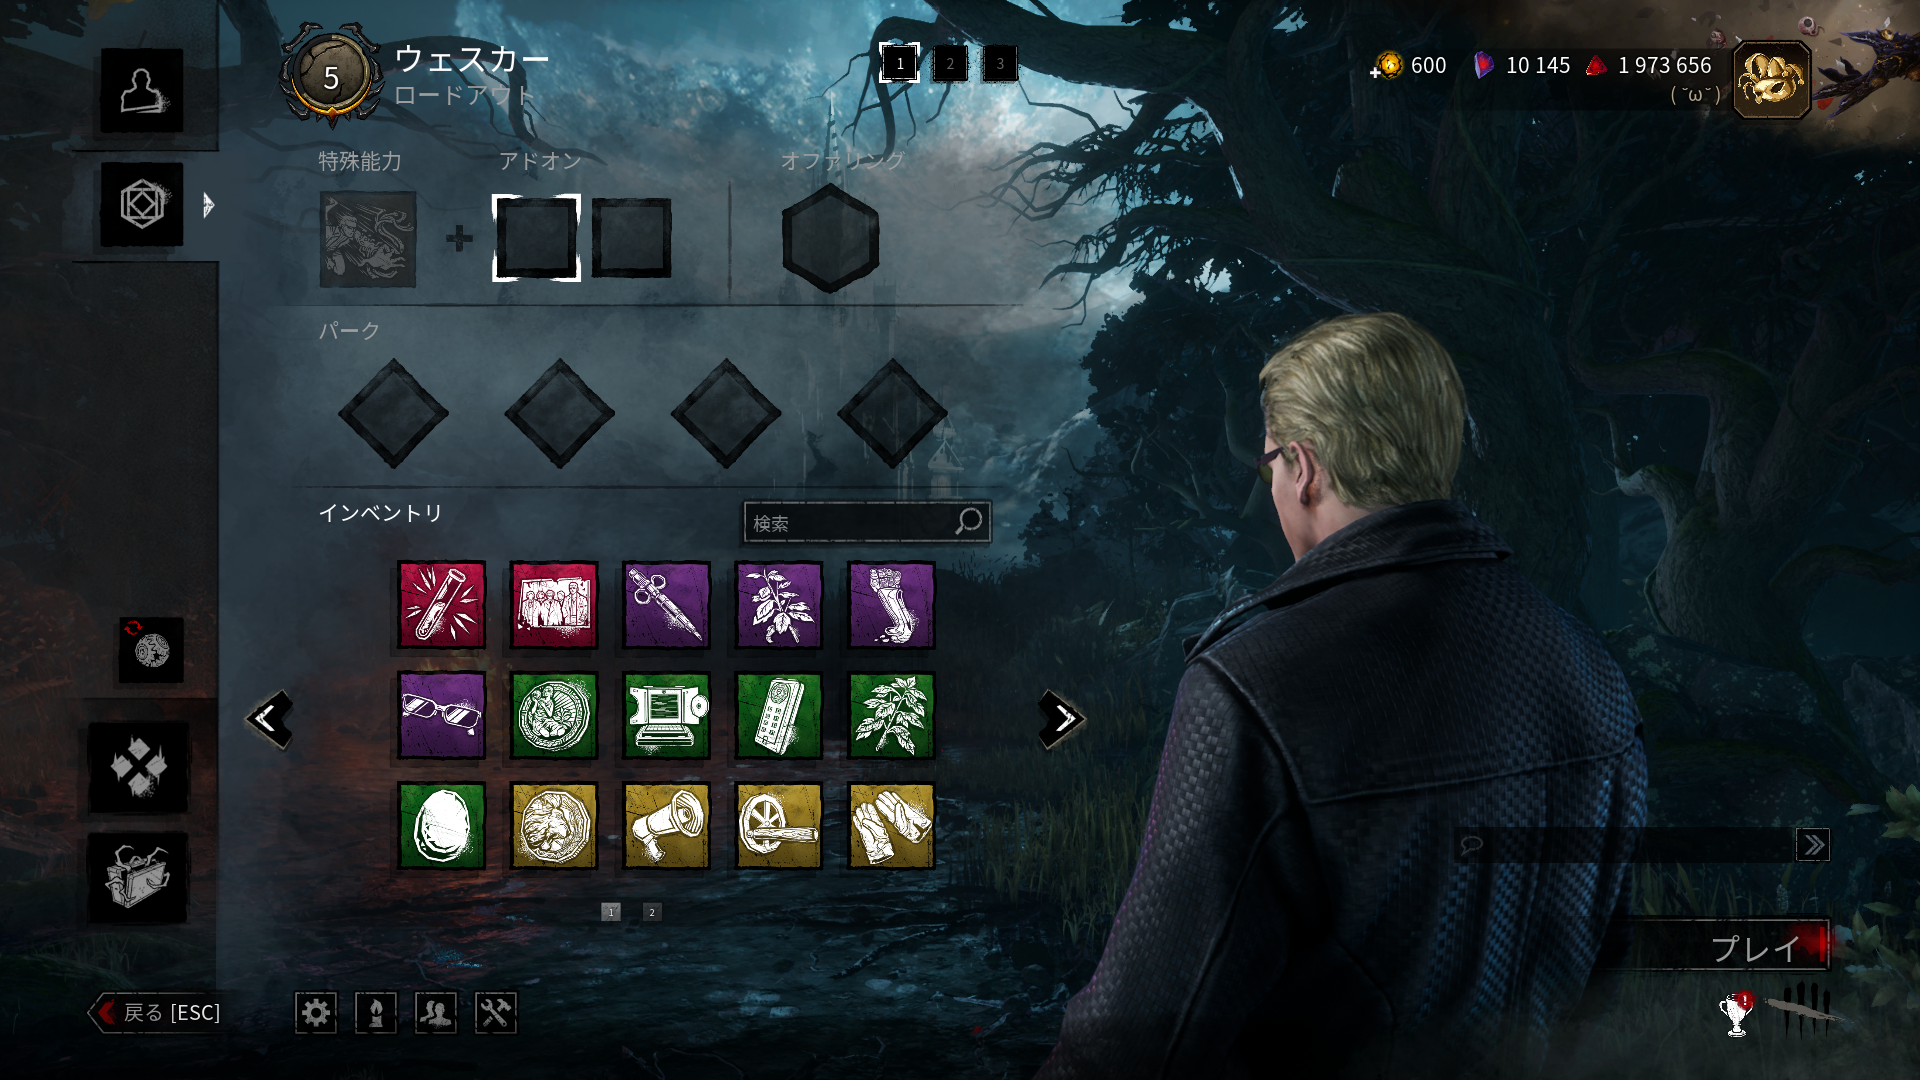 5
ウェスカー
ロードアウト
1 2 3
600 10 145 1 973 656
( ˘ω˘ )
特殊能力 アドオン オファリング
パーク
インベントリ
検索
1 2
プレイ
戻る [ESC]